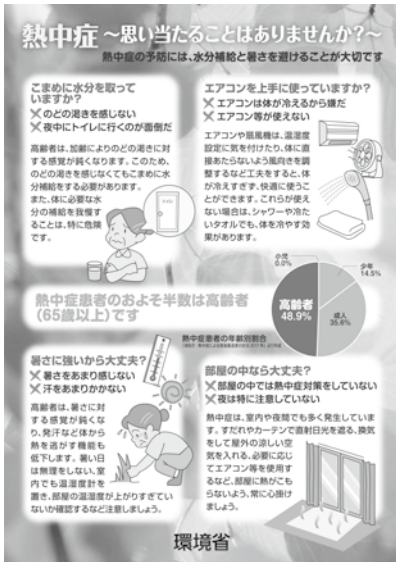 熱中症 ～思い当たることはありませんか?～
熱中症の予防には、水分補給と暑さを避けることが大切です
こまめに水分を取って
いますか?
のどの渇きを感じない
夜中にトイレに行くのが面倒だ
高齢者は、加齢によりのどの渇きに対
する感覚が鈍くなります。このため、
のどの渇きを感じなくてもこまめに水
分補給をする必要があります。
また、体に必要な水
分の補給を我慢す
ることは、特に危険
です。
トイレ
エアコンを上手に使っていますか?
エアコンは体が冷えるから嫌だ
エアコン等が使えない
エアコンや扇風機は、温湿度
設定に気を付けたり、体に直
接あたらないよう風向きを調
整するなど工夫をすると、体
が冷えすぎず、快適に使うこ
とができます。これらが使え
ない場合は、シャワーや冷た
いタオルでも、体を冷やす効
果があります。
熱中症患者のおよそ半数は高齢者
(65歳以上)です
小児
0.0%
少年
14.5%
高齢者
48.9%
成人
35.6%
熱中症患者の年齢別割合
暑さに強いから大丈夫?
暑さをあまり感じない
汗をあまりかかない
高齢者は、暑さに対
する感覚が鈍くな
り、発汗など体から
熱を逃がす機能も
低下します。暑い日
は無理をしない、室
内でも温湿度計を
置き、部屋の温湿度が上がりすぎてい
ないか確認するなど注意しましょう。
部屋の中なら大丈夫?
部屋の中では熱中症対策をしていない
夜は特に注意していない
熱中症は、室内や夜間でも多く発生していま
す。すだれやカーテンで直射日光を遮る、換気
をして屋外の涼しい空
気を入れる、必要に応じ
てエアコン等を使用す
るなど、部屋に熱がこも
らないよう、常に心掛け
ましょう。
環境省